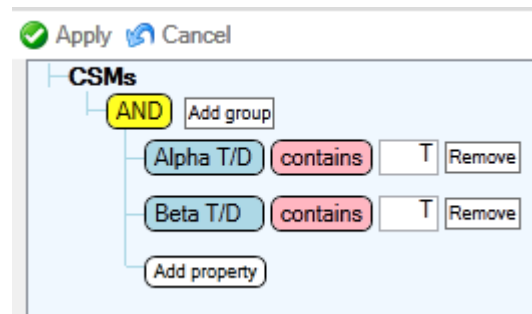 Apply Cancel
CSMs
AND Add group
Alpha T/D contains T Remove
Beta T/D contains T Remove
Add property